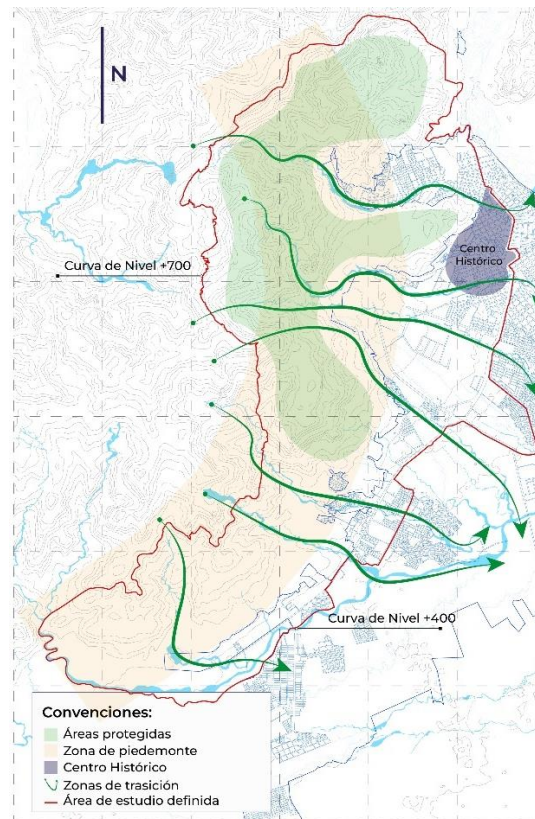 N
Centro
Histórico
Curva de Nivel +700
Curva de Nivel +400
Convenciones:
Áreas protegidas
Zona de piedemonte
Centro Histórico
Zonas de trasición
Área de estudio definida